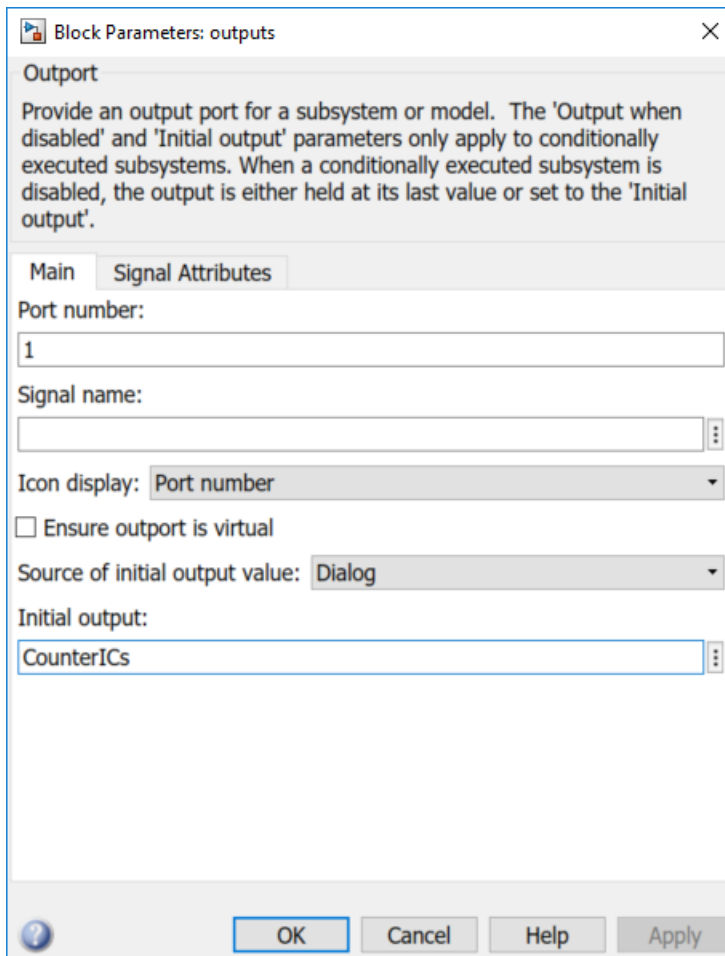 Block Parameters: outputs
Outport
Provide an output port for a subsystem or model.  The 'Output when
disabled' and 'Initial output' parameters only apply to conditionally
executed subsystems. When a conditionally executed subsystem is
disabled, the output is either held at its last value or set to the 'Initial
output'.
Main
Signal Attributes
Port number:
1
Signal name:
Icon display: Port number
Ensure outport is virtual
Source of initial output value: Dialog
Initial output:
CounterICs
? OK Cancel Help Apply